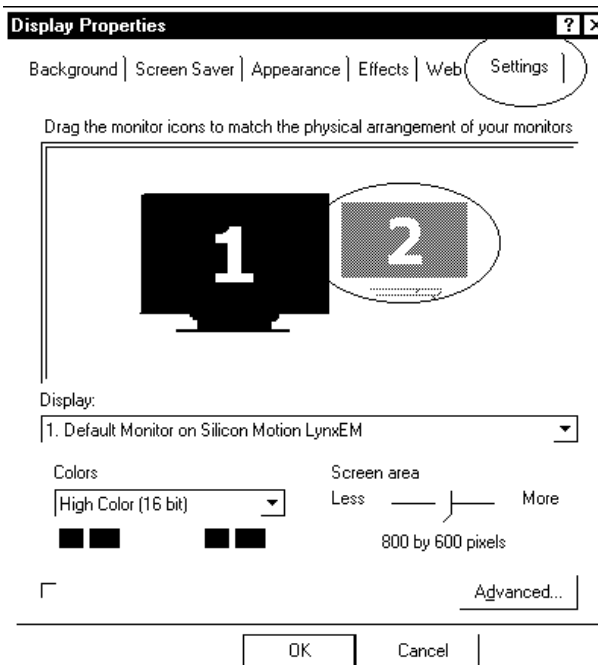 Display Properties ? X
Background Screen Saver Appearance Effects Web Settings
Drag the monitor icons to match the physical arrangement of your monitors
1 2
Display:
1. Default Monitor on Silicon Motion LynxEM
Colors Screen area
High Color (16 bit) Less More
800 by 600 pixels
Advanced...
OK Cancel